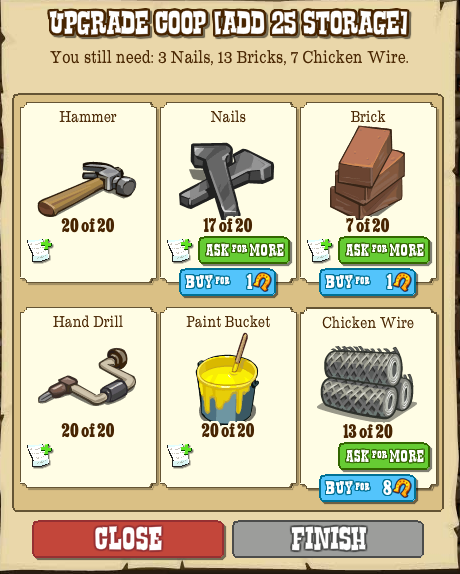 UPGRADE COOP [ADD 25 STORAGE]
You still need: 3 Nails, 13 Bricks, 7 Chicken Wire.
Hammer
20 of 20
Nails
17 of 20
ASK FOR MORE
BUY FOR 1
Brick
7 of 20
ASK FOR MORE
BUY FOR 1
Hand Drill
20 of 20
Paint Bucket
20 of 20
Chicken Wire
13 of 20
ASK FOR MORE
BUY FOR 8
CLOSE
FINISH